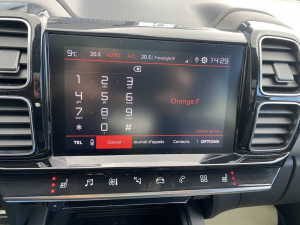 9°C 20.5 AUTO A/C 20.5 14:29
1 2 3
4 5 6
7 8 9
* 0 #
Orange F
TEL Clavier Journal d'appels Contacts OPTIONS